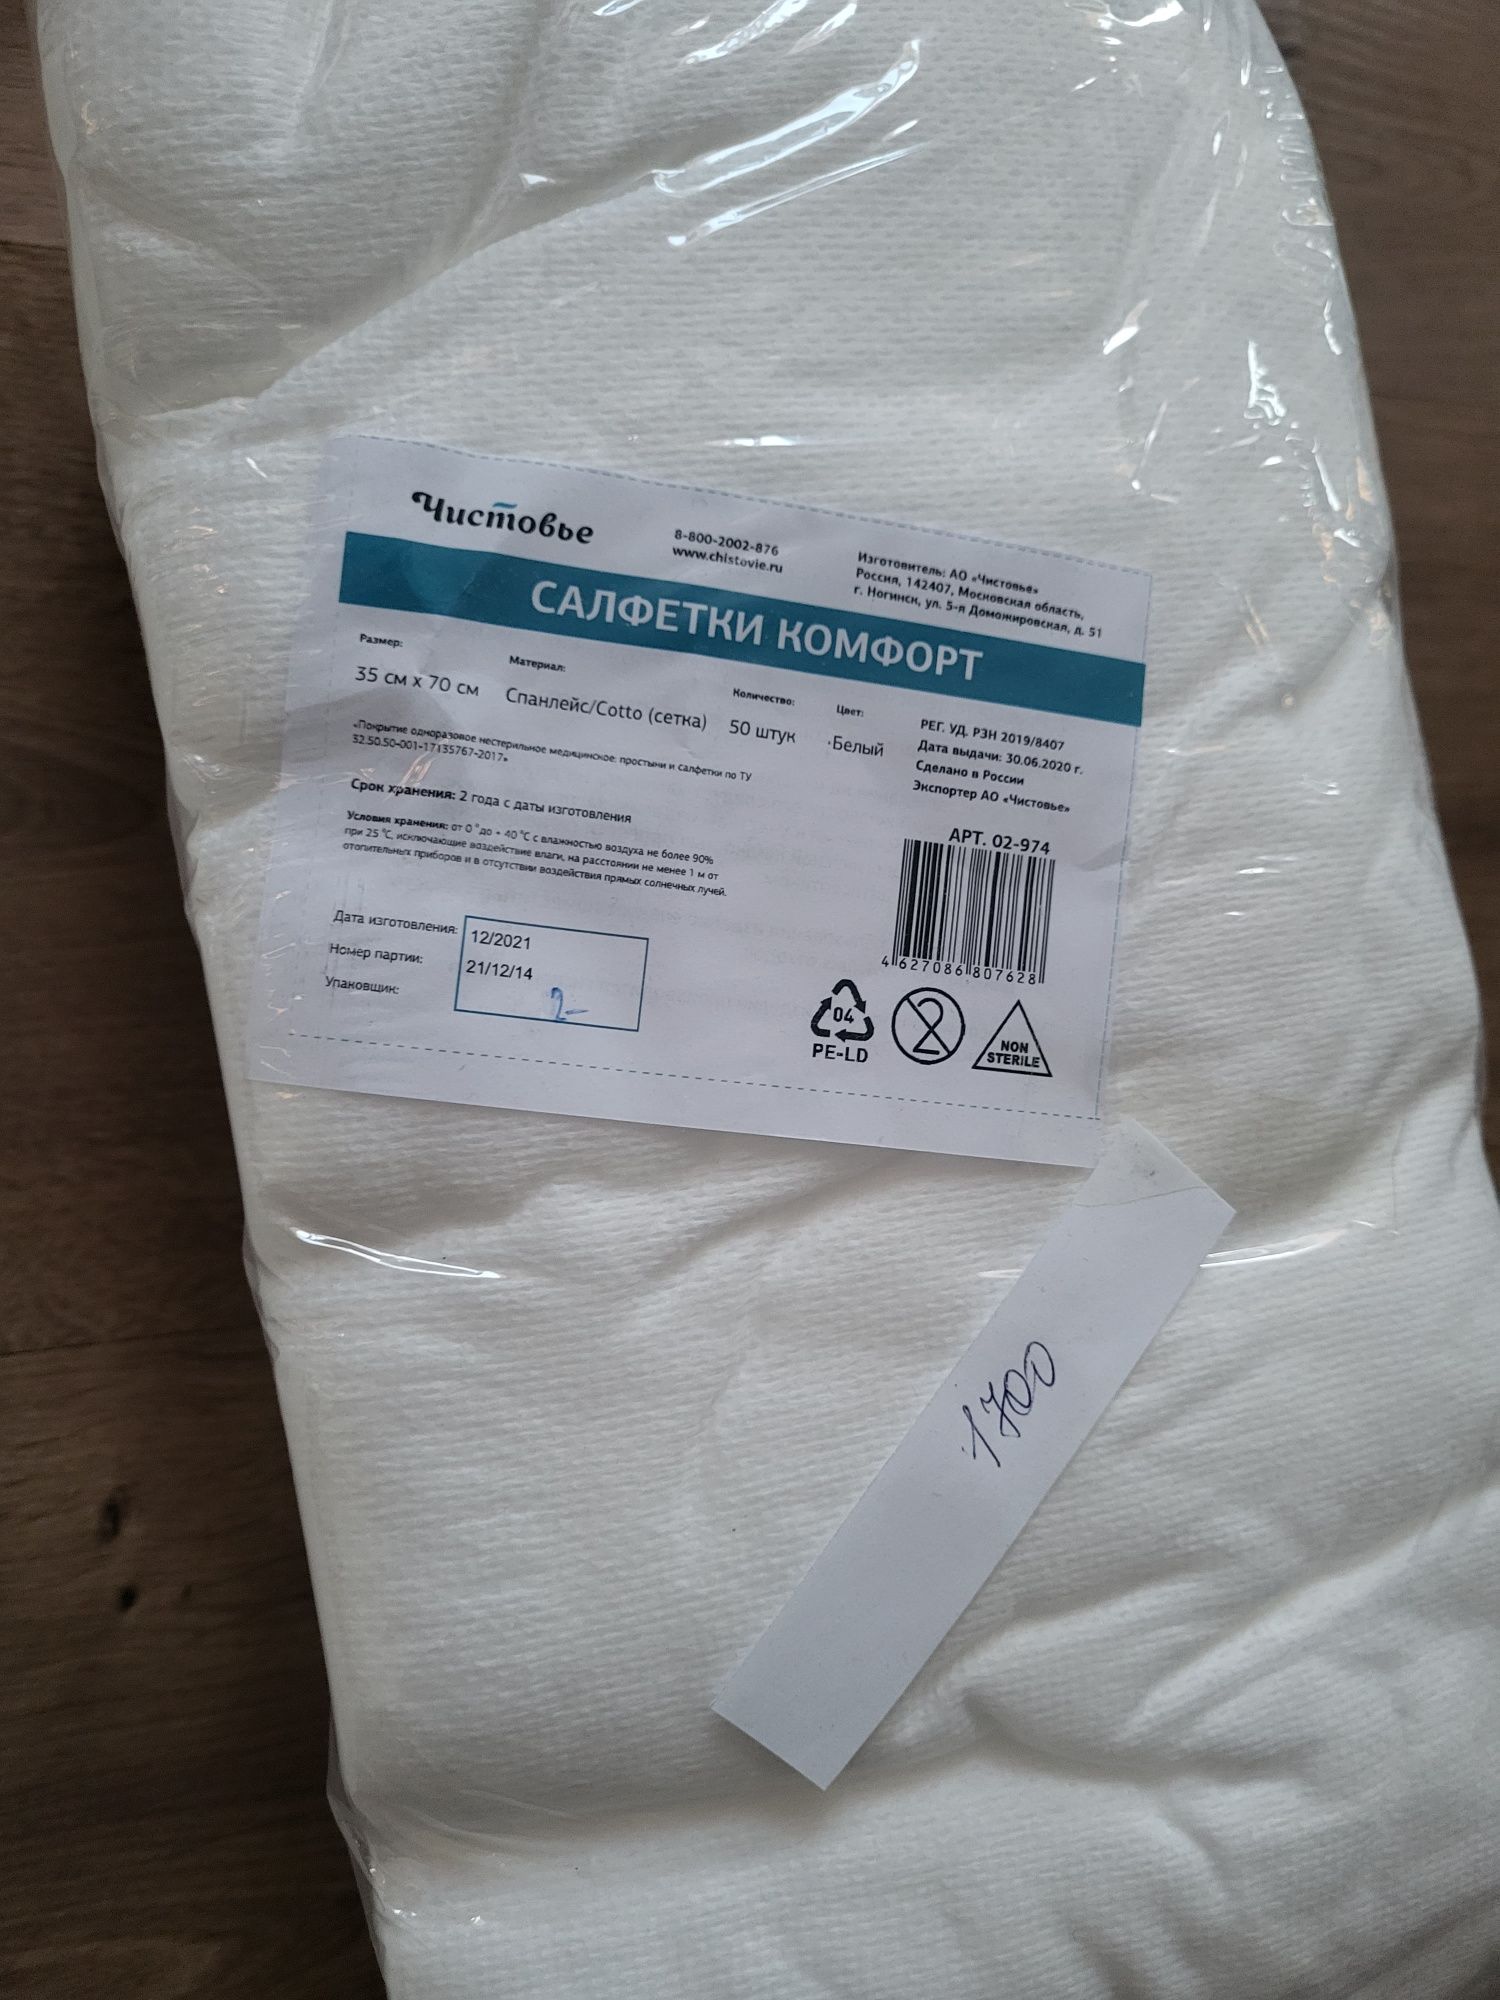 Чистовье
8-800-2002-876
www.chistovie.ru
Изготовитель: АО «Чистовье»
Россия, 142407, Московская область,
г. Ногинск, ул. 5-я Доможировская, д. 51
САЛФЕТКИ КОМФОРТ
Размер:
35 см x 70 см
Материал:
Спанлейс/Cotto (сетка)
Количество:
50 штук
Цвет:
Белый
РЕГ. УД. РЗН 2019/8407
Дата выдачи: 30.06.2020 г.
Сделано в России
Экспортер АО «Чистовье»
«Покрытие одноразовое нестерильное медицинское: простыни и салфетки по ТУ
32.50.50-001-17135767-2017»
Срок хранения: 2 года с даты изготовления
Условия хранения: от 0 °до + 40 °C с влажностью воздуха не более 90%
при 25 °C, исключающие воздействие влаги, на расстоянии не менее 1 м от
отопительных приборов и в отсутствии воздействия прямых солнечных лучей.
АРТ. 02-974
4 627086 807628
Дата изготовления: 12/2021
Номер партии: 21/12/14
Упаковщик: 2-
04
PE-LD
2
NON
STERILE
1700